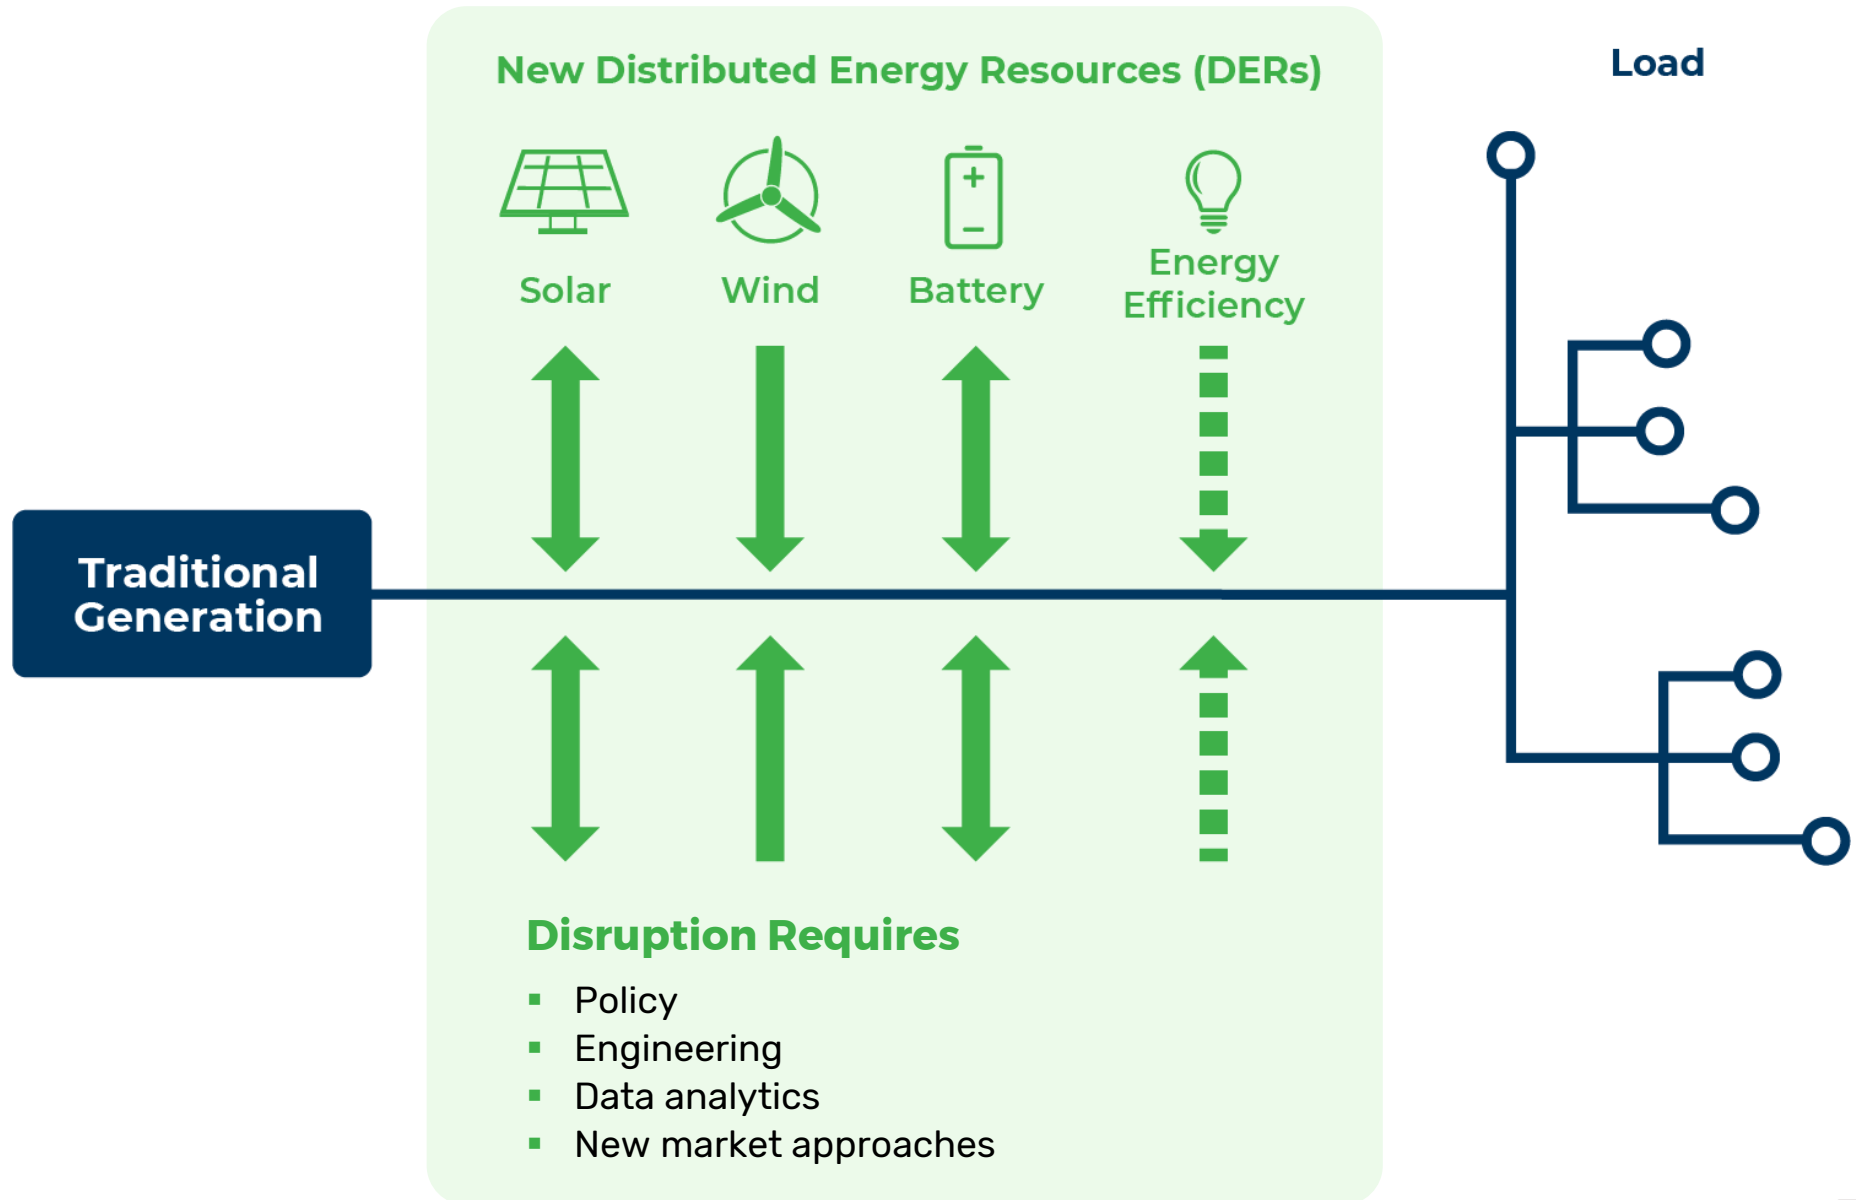 New Distributed Energy Resources (DERs)
Load
Solar
Wind
Battery
Energy
Efficiency
Traditional
Generation
Disruption Requires
▪ Policy
▪ Engineering
▪ Data analytics
▪ New market approaches